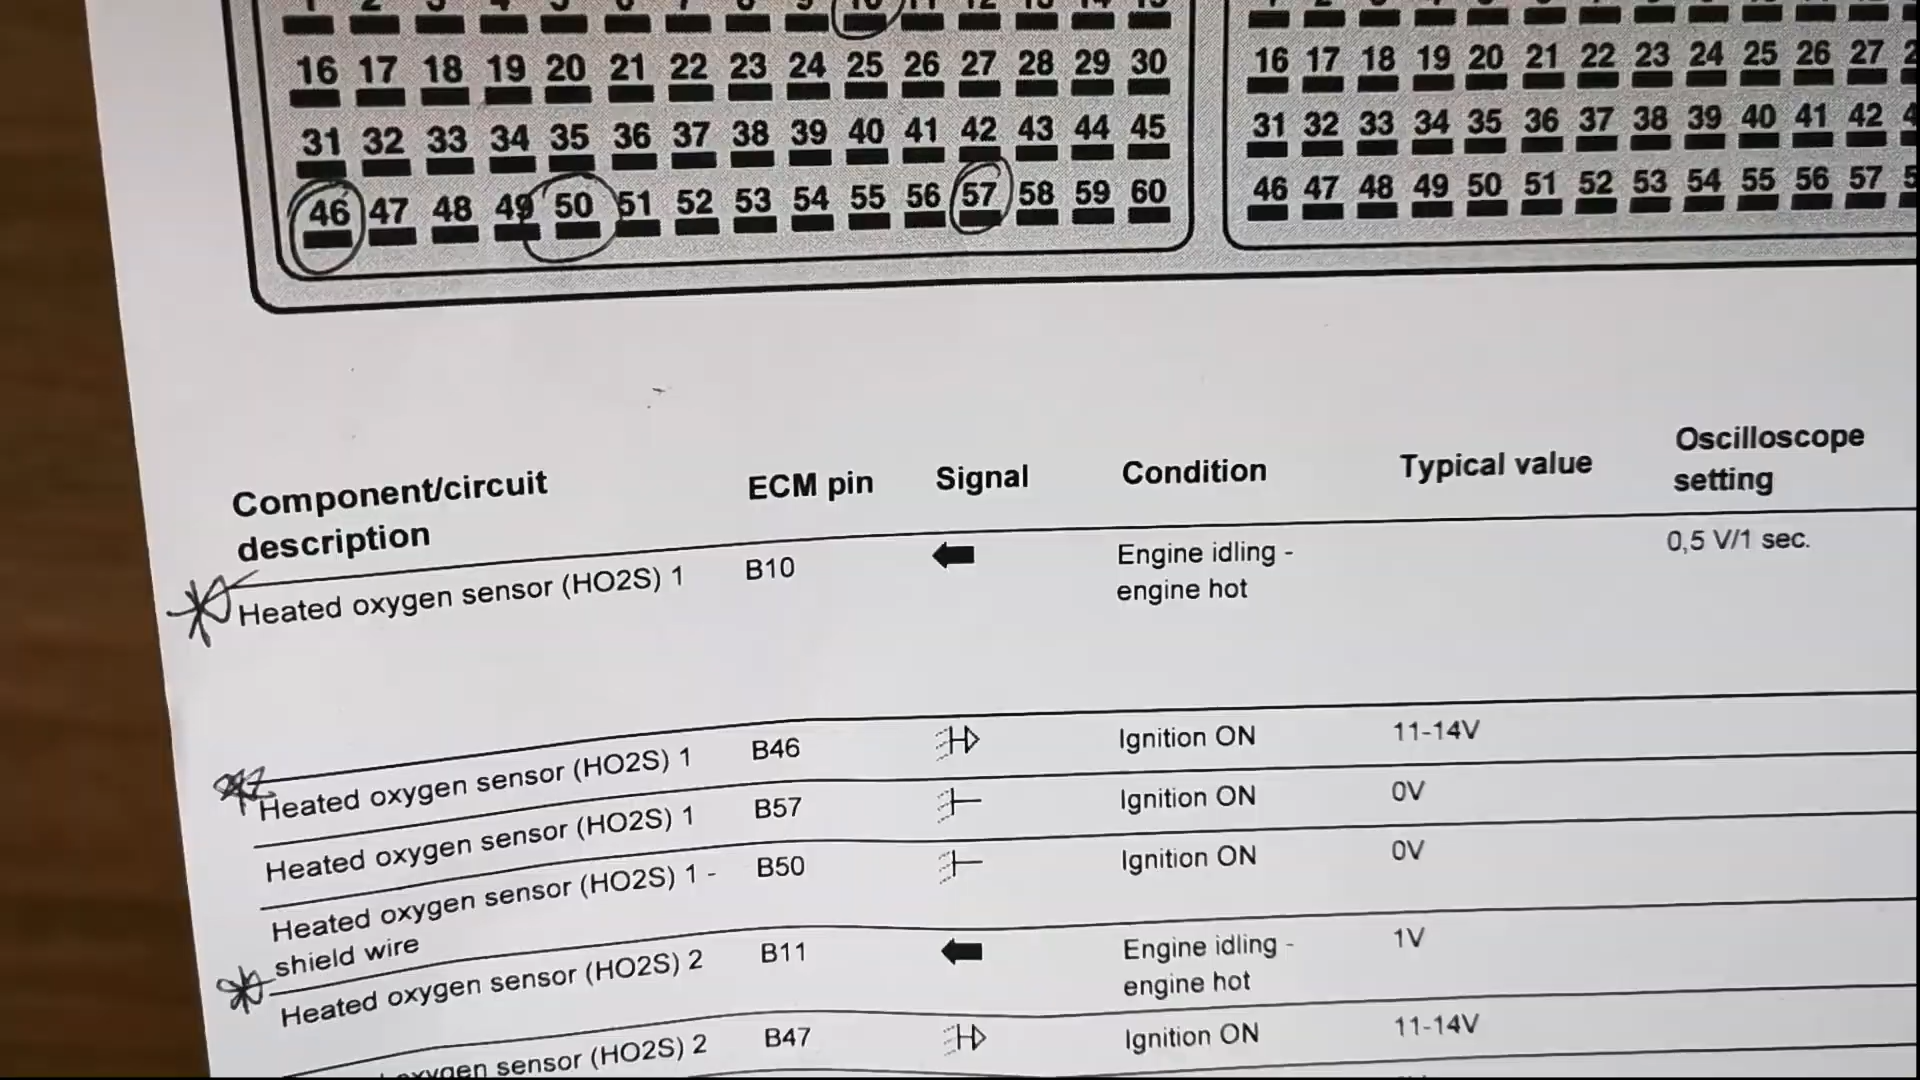 1 2 3 4 5 6 7 8 9 10 11 12 13 14 15
16 17 18 19 20 21 22 23 24 25 26 27 28 29 30
31 32 33 34 35 36 37 38 39 40 41 42 43 44 45
46 47 48 49 50 51 52 53 54 55 56 57 58 59 60
16 17 18 19 20 21 22 23 24 25 26 27
31 32 33 34 35 36 37 38 39 40 41 42
46 47 48 49 50 51 52 53 54 55 56 57
Component/circuit description ECM pin Signal Condition Typical value Oscilloscope setting
Heated oxygen sensor (HO2S) 1 B10 Engine idling - 0,5 V/1 sec.
engine hot
Heated oxygen sensor (HO2S) 1 B46 Ignition ON 11-14V
Heated oxygen sensor (HO2S) 1 B57 Ignition ON 0V
Heated oxygen sensor (HO2S) 1 - B50 Ignition ON 0V
shield wire
Heated oxygen sensor (HO2S) 2 B11 Engine idling - 1V
engine hot
oxygen sensor (HO2S) 2 B47 Ignition ON 11-14V